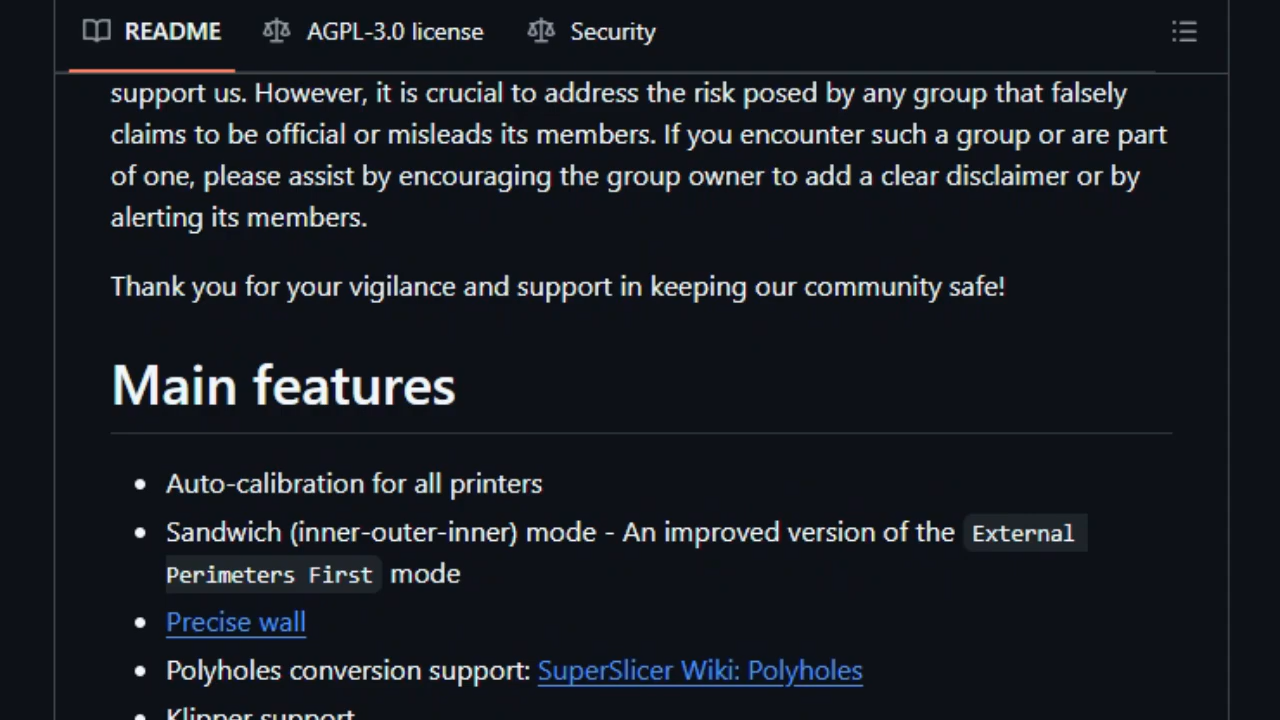 README AGPL-3.0 license Security
support us. However, it is crucial to address the risk posed by any group that falsely
claims to be official or misleads its members. If you encounter such a group or are part
of one, please assist by encouraging the group owner to add a clear disclaimer or by
alerting its members.
Thank you for your vigilance and support in keeping our community safe!
Main features
Auto-calibration for all printers
Sandwich (inner-outer-inner) mode - An improved version of the External
Perimeters First mode
Precise wall
Polyholes conversion support: SuperSlicer Wiki: Polyholes
Klipper support